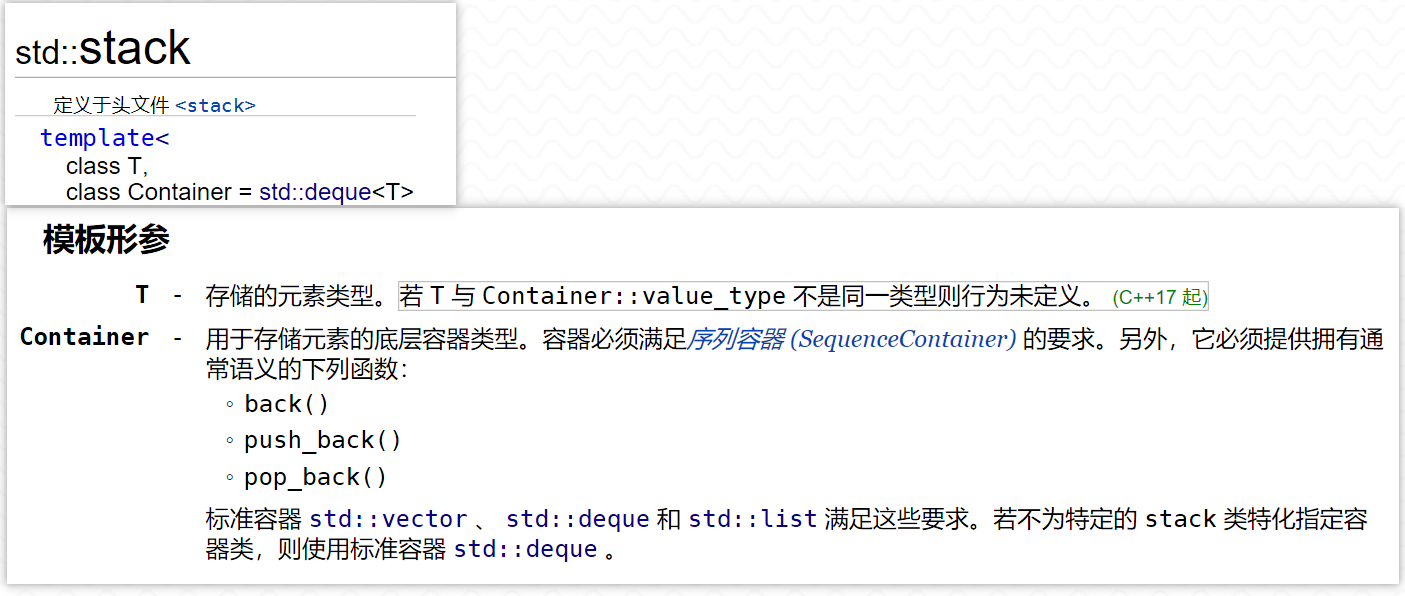 std::stack
定义于头文件 <stack>
template<
class T,
class Container = std::deque<T>
模板形参
T - 存储的元素类型。若 T 与 Container::value_type 不是同一类型则行为未定义。 (C++17 起)
Container - 用于存储元素的底层容器类型。容器必须满足序列容器 (SequenceContainer) 的要求。另外，它必须提供拥有通
常语义的下列函数：
◦ back()
◦ push_back()
◦ pop_back()
标准容器 std::vector 、 std::deque 和 std::list 满足这些要求。若不为特定的 stack 类特化指定容
器类，则使用标准容器 std::deque 。